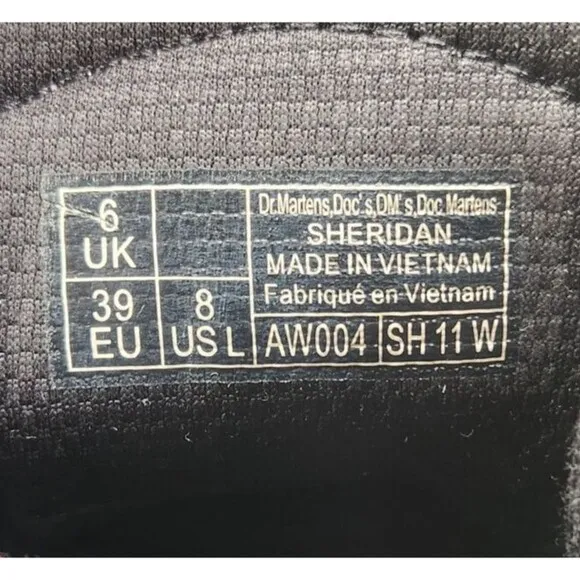 6
UK
39
EU
8
US L
Dr.Martens,Doc's,DM's,Doc Martens
SHERIDAN
MADE IN VIETNAM
Fabriqué en Vietnam
AW004 SH 11 W